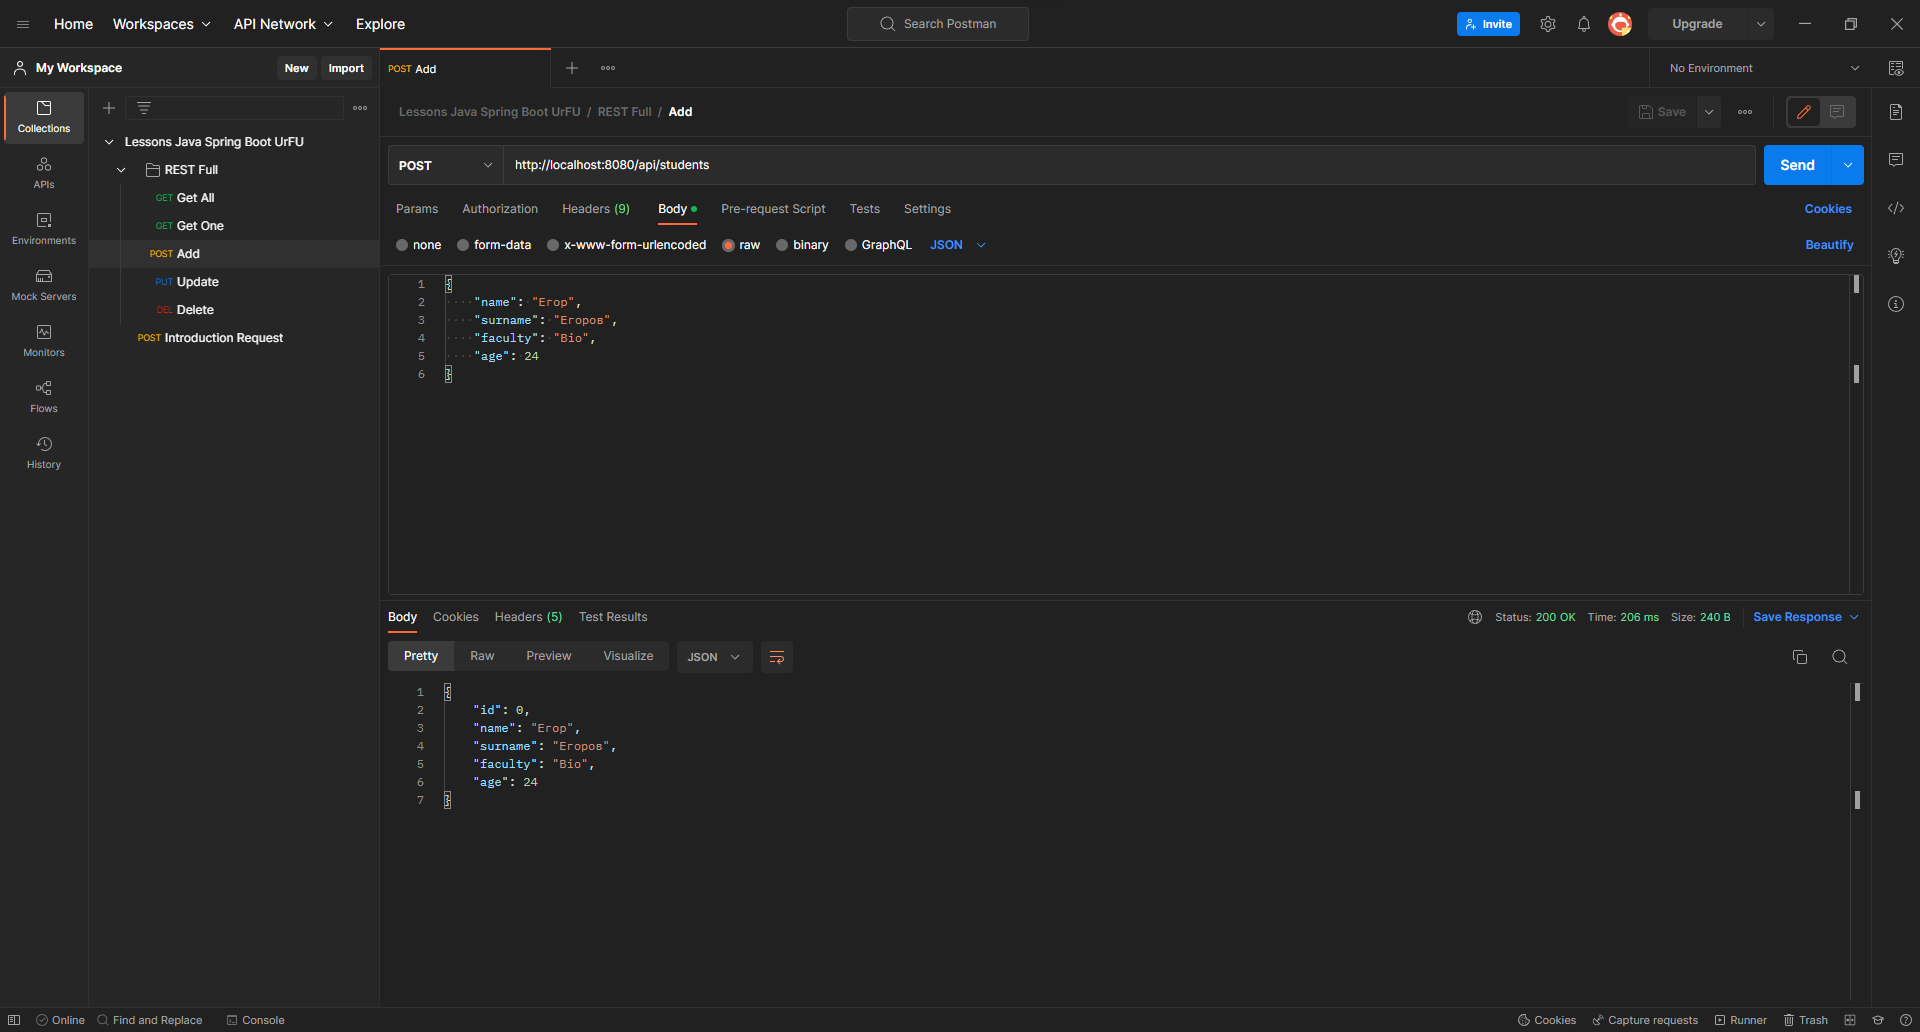 Home Workspaces API Network Explore Search Postman Invite Upgrade
My Workspace New Import POST Add No Environment
Collections
APIs
Environments
Mock Servers
Monitors
Flows
History
Lessons Java Spring Boot UrFU
REST Full
GET Get All
GET Get One
POST Add
PUT Update
DEL Delete
POST Introduction Request
Lessons Java Spring Boot UrFU / REST Full / Add Save
POST http://localhost:8080/api/students Send
Params Authorization Headers (9) Body Pre-request Script Tests Settings Cookies
none form-data x-www-form-urlencoded raw binary GraphQL JSON Beautify
1 {
2 "name": "Егор",
3 "surname": "Егоров",
4 "faculty": "Bio",
5 "age": 24
6 }
Body Cookies Headers (5) Test Results Status: 200 OK Time: 206 ms Size: 240 B Save Response
Pretty Raw Preview Visualize JSON
1 {
2 "id": 0,
3 "name": "Егор",
4 "surname": "Егоров",
5 "faculty": "Bio",
6 "age": 24
7 }
Online Find and Replace Console Cookies Capture requests Runner Trash